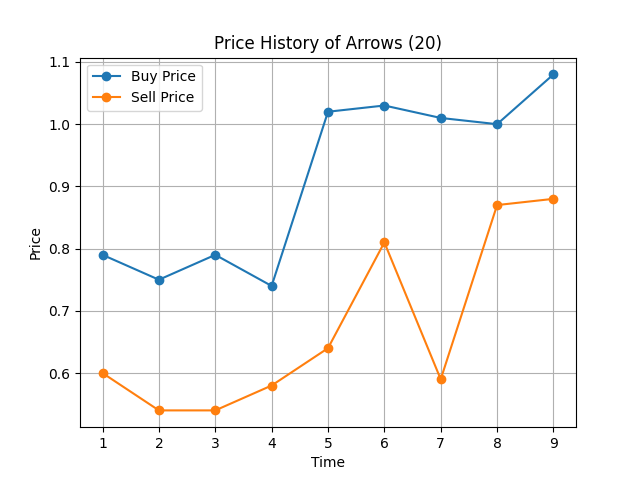 Price History of Arrows (20)
Buy Price
Sell Price
Price
1.1
1.0
0.9
0.8
0.7
0.6
1 2 3 4 5 6 7 8 9
Time